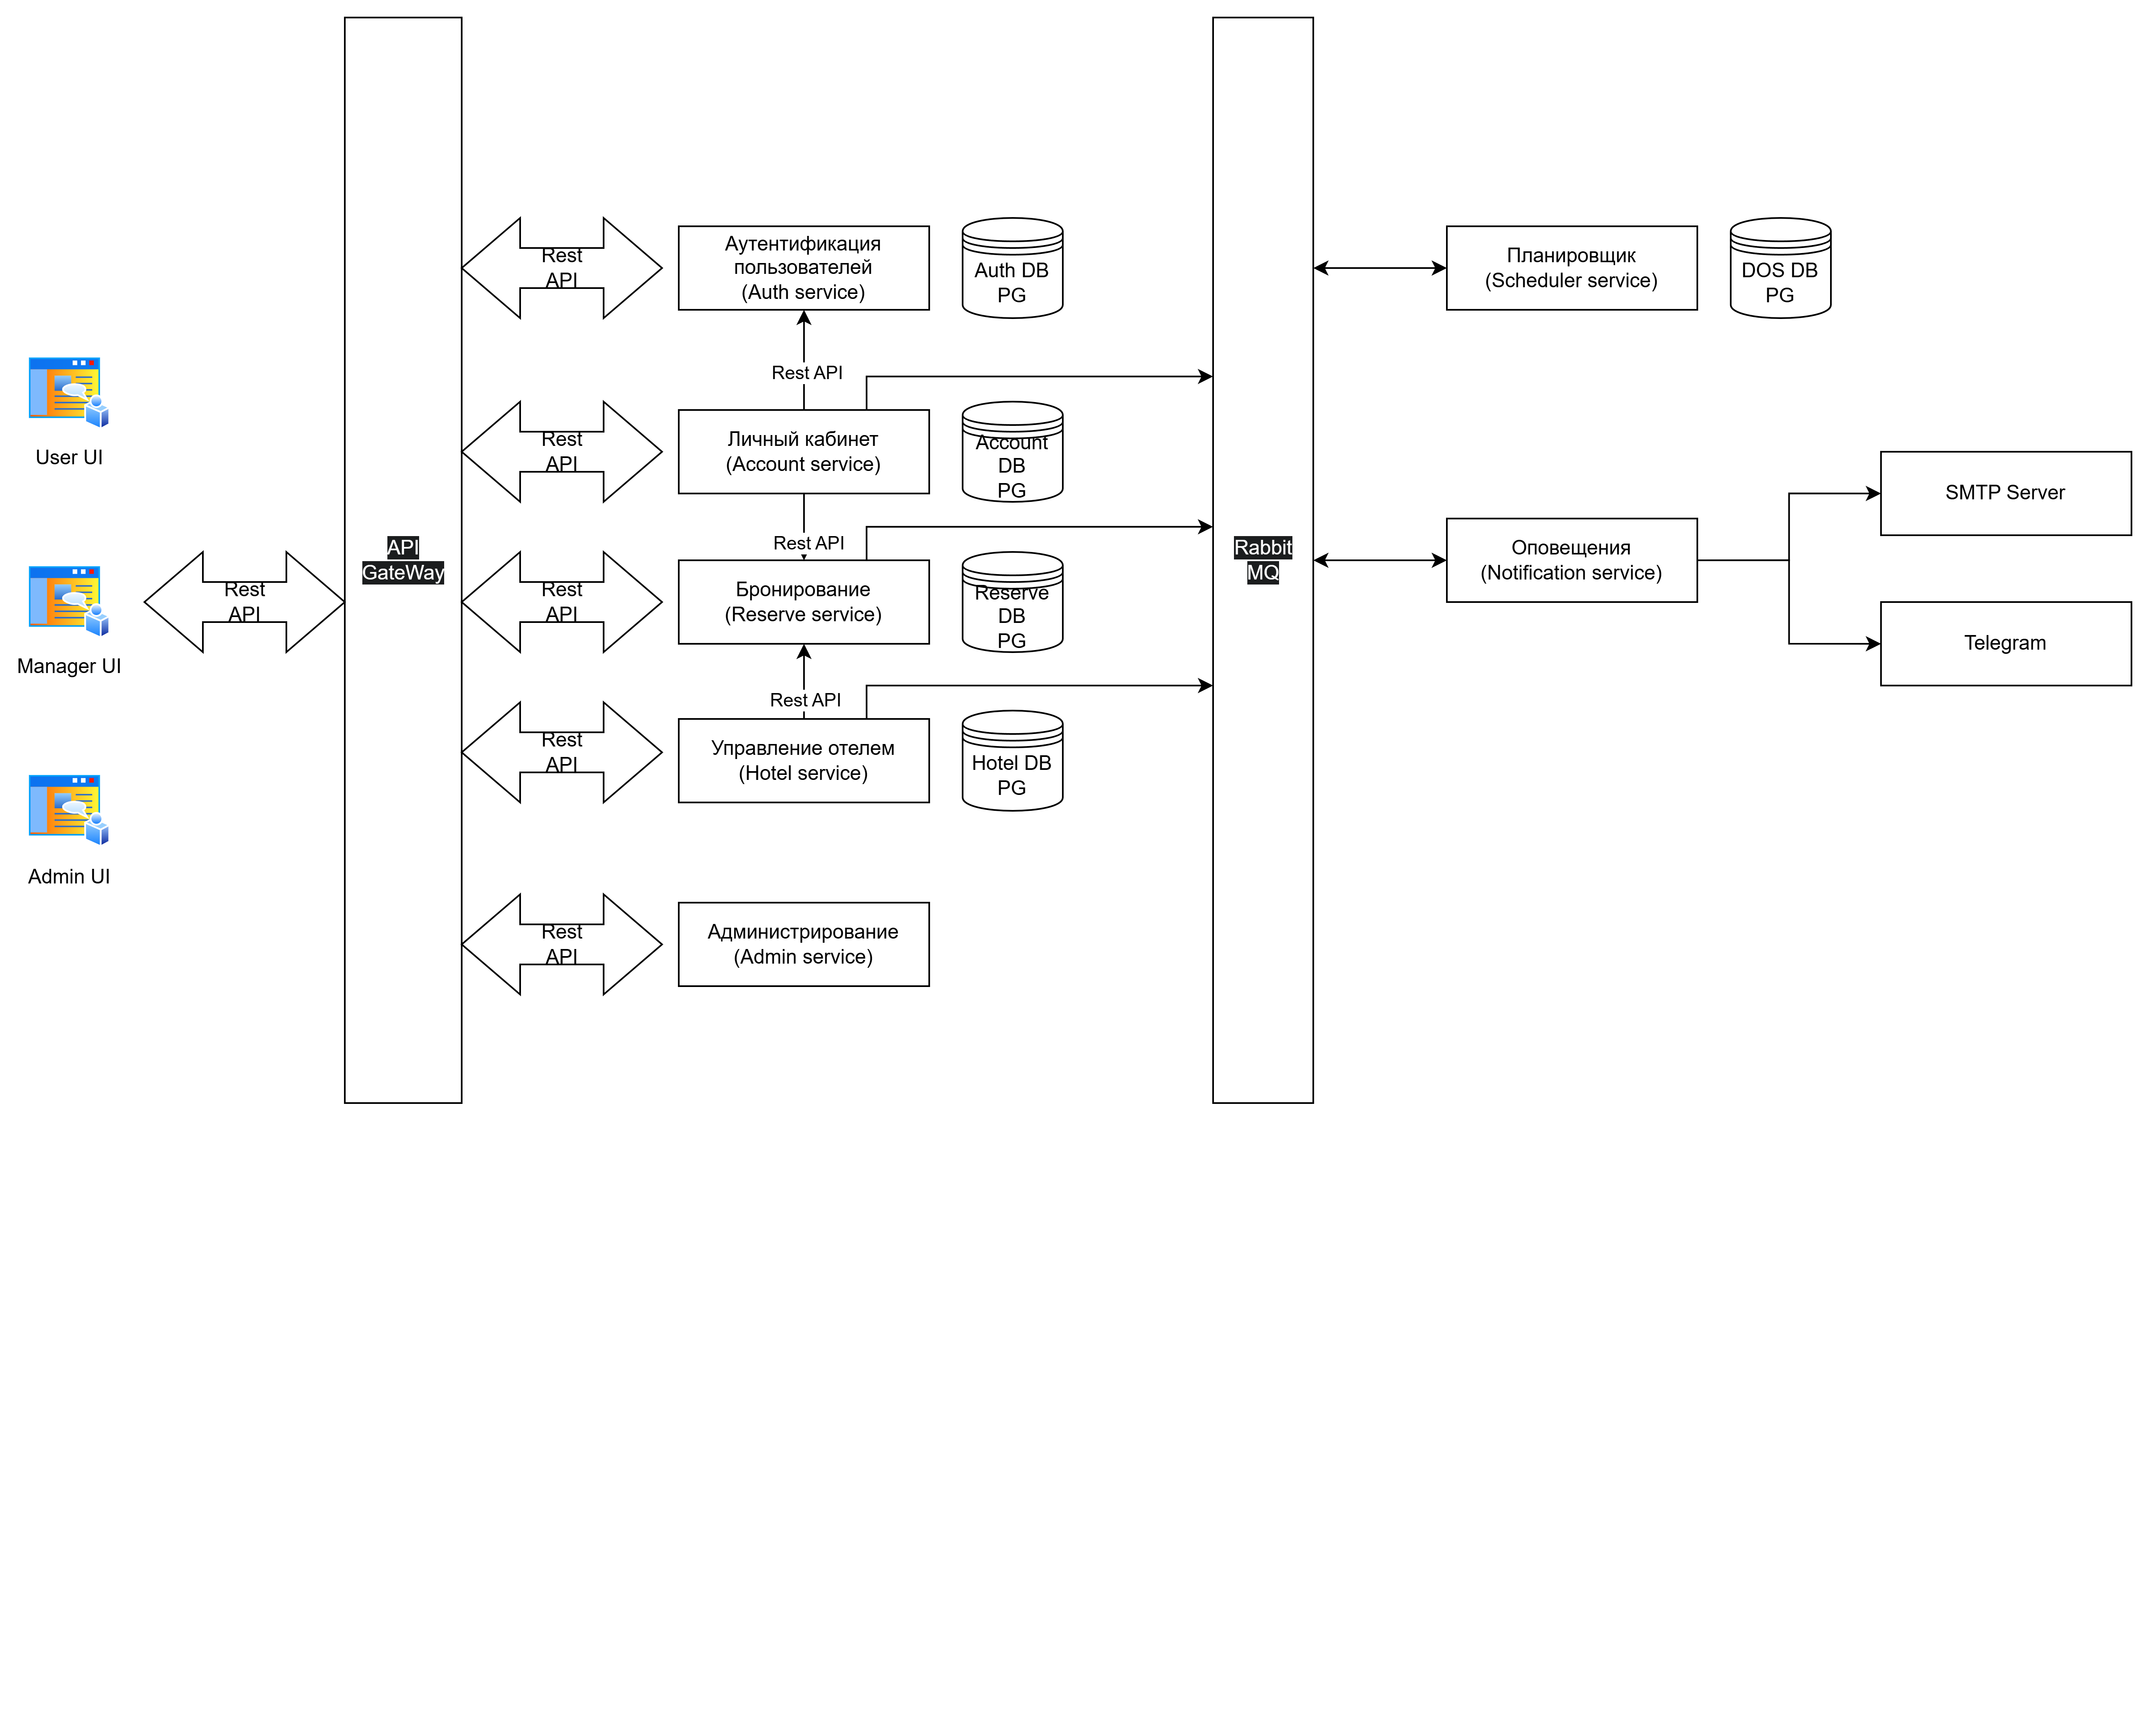 User UI
Manager UI
Admin UI
Rest
API
API
GateWay
Rest
API
Rest
API
Rest
API
Rest
API
Rest
API
Аутентификация
пользователей
(Auth service)
Auth DB
PG
Rest API
Личный кабинет
(Account service)
Account
DB
PG
Rest API
Бронирование
(Reserve service)
Reserve
DB
PG
Rest API
Управление отелем
(Hotel service)
Hotel DB
PG
Администрирование
(Admin service)
Rabbit
MQ
Планировщик
(Scheduler service)
DOS DB
PG
Оповещения
(Notification service)
SMTP Server
Telegram